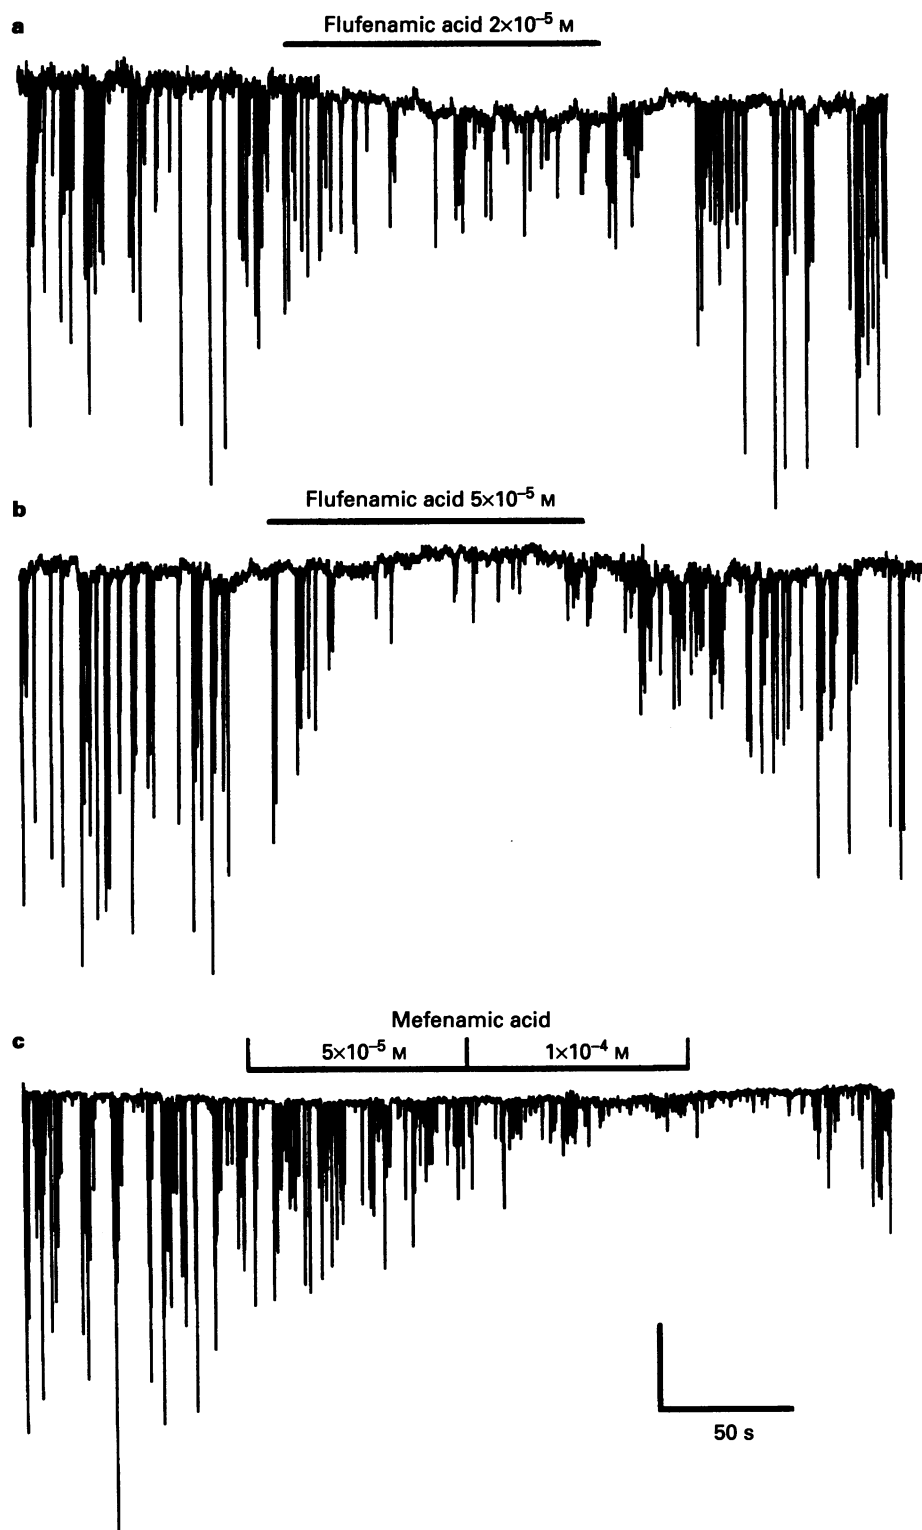 a
Flufenamic acid 2×10⁻⁵ M
b
Flufenamic acid 5×10⁻⁵ M
c
Mefenamic acid
5×10⁻⁵ M
1×10⁻⁴ M
50 s